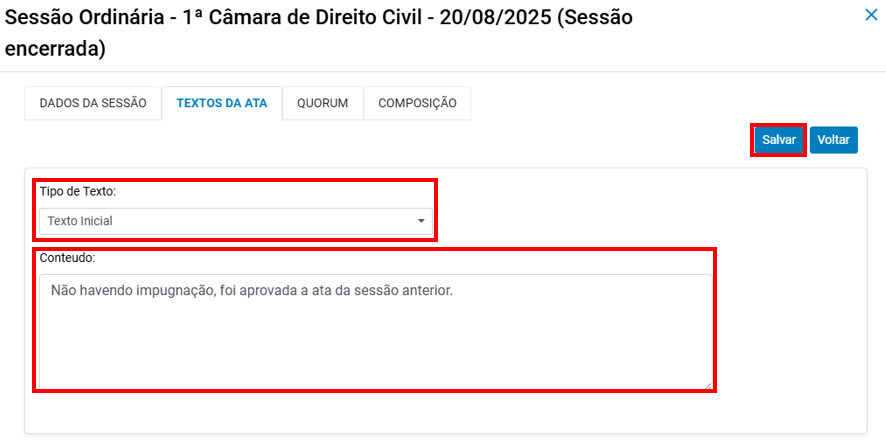 Sessão Ordinária - 1ª Câmara de Direito Civil - 20/08/2025 (Sessão
encerrada)
DADOS DA SESSÃO
TEXTOS DA ATA
QUORUM
COMPOSIÇÃO
Salvar
Voltar
Tipo de Texto:
Texto Inicial
Conteudo:
Não havendo impugnação, foi aprovada a ata da sessão anterior.